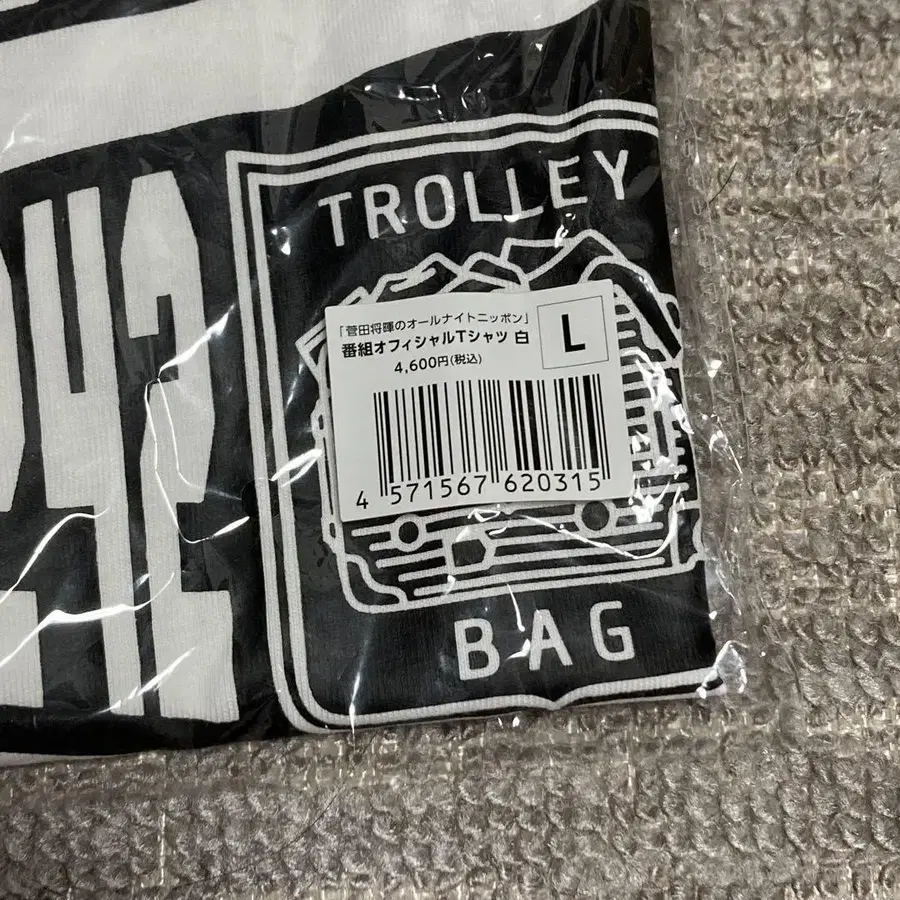 242
TROLLEY
「菅田将暉のオールナイトニッポン」
番組オフィシャルTシャツ 白
L
4,600円(税込)
4 571567 620315
BAG